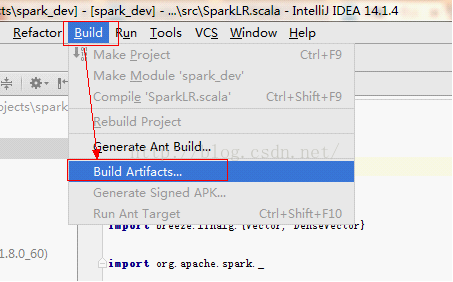 cts\spark_dev] - [spark_dev] - ...\src\SparkLR.scala - IntelliJ IDEA 14.1.4
Refactor Build Run Tools VCS Window Help
Make Project Ctrl+F9
Make Module 'spark_dev'
Compile 'SparkLR.scala' Ctrl+Shift+F9
Rebuild Project
Generate Ant Build...
http://blog.csdn.net/
Build Artifacts...
Generate Signed APK...
Run Ant Target Ctrl+Shift+F10
ojects\spark
import breeze.linalg.{Vector, DenseVector}
import org.apache.spark._
1.8.0_60)